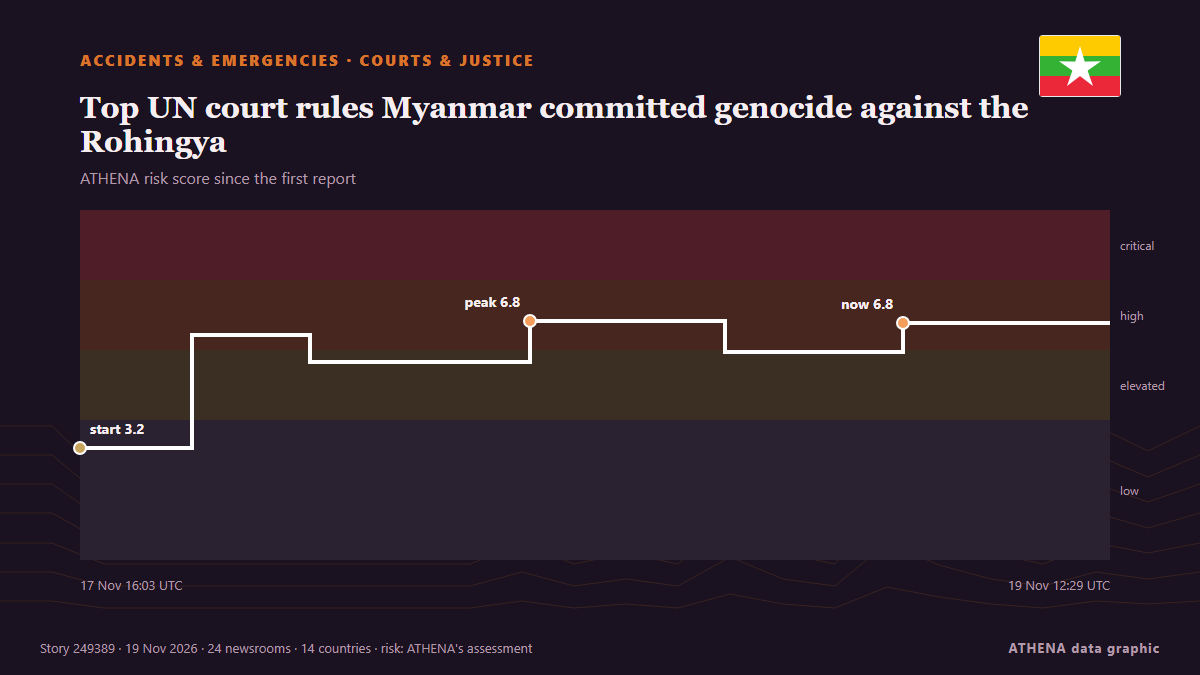 ACCIDENTS & EMERGENCIES · COURTS & JUSTICE
Top UN court rules Myanmar committed genocide against the
Rohingya
ATHENA risk score since the first report
critical
peak 6.8
now 6.8
high
elevated
start 3.2
low
17 Nov 16:03 UTC
19 Nov 12:29 UTC
Story 249389 · 19 Nov 2026 · 24 newsrooms · 14 countries · risk: ATHENA's assessment
ATHENA data graphic